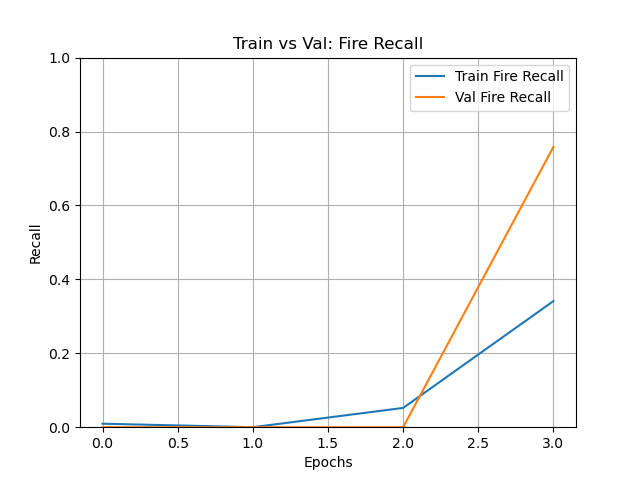 Train vs Val: Fire Recall
Train Fire Recall
Val Fire Recall
Recall
1.0
0.8
0.6
0.4
0.2
0.0
0.0 0.5 1.0 1.5 2.0 2.5 3.0
Epochs